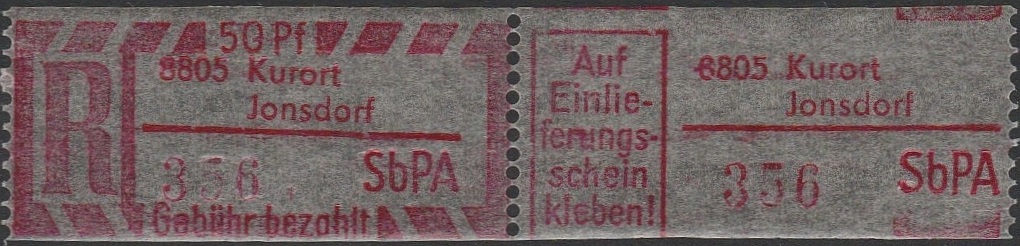 50 Pf
R
8805 Kurort
Jonsdorf
356
SbPA
Gebühr bezahlt
Auf
Einlie-
ferungs-
schein
kleben!
8805 Kurort
Jonsdorf
356
SbPA